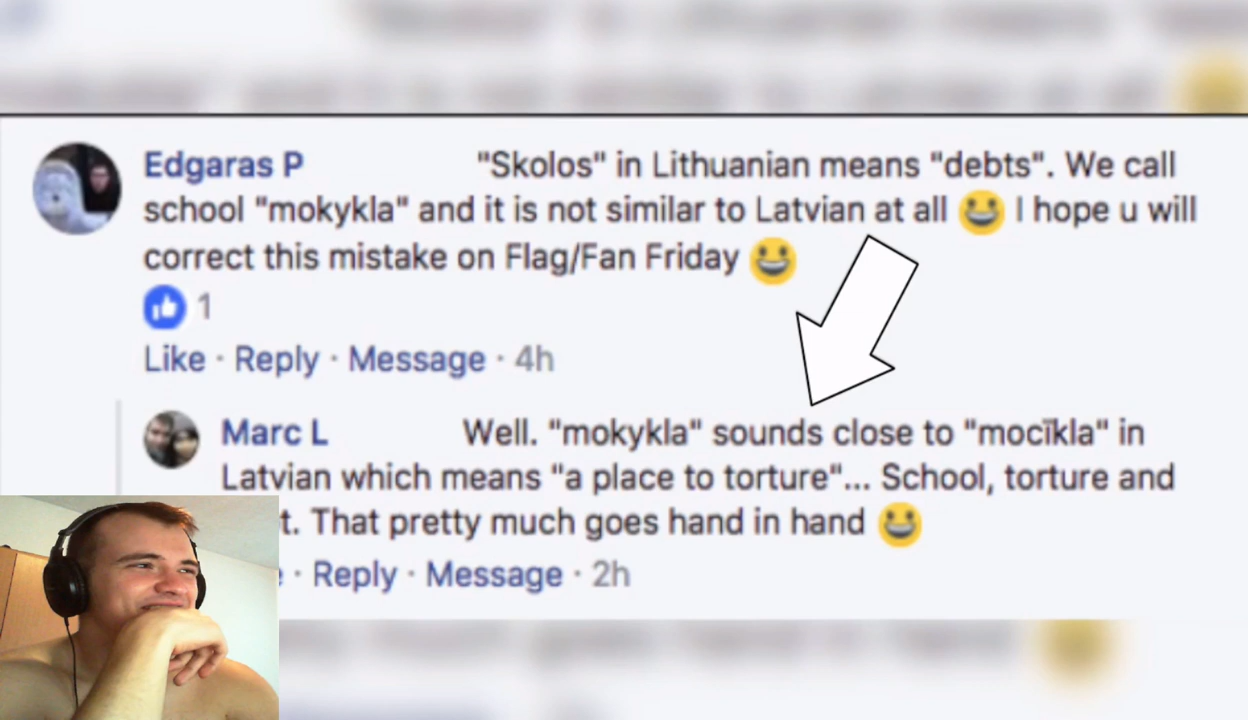 Edgaras P "Skolos" in Lithuanian means "debts". We call
school "mokykla" and it is not similar to Latvian at all 😀 I hope u will
correct this mistake on Flag/Fan Friday 😀
1
Like · Reply · Message · 4h
Marc L Well. "mokykla" sounds close to "mocīkla" in
Latvian which means "a place to torture"... School, torture and
t. That pretty much goes hand in hand 😀
· Reply · Message · 2h